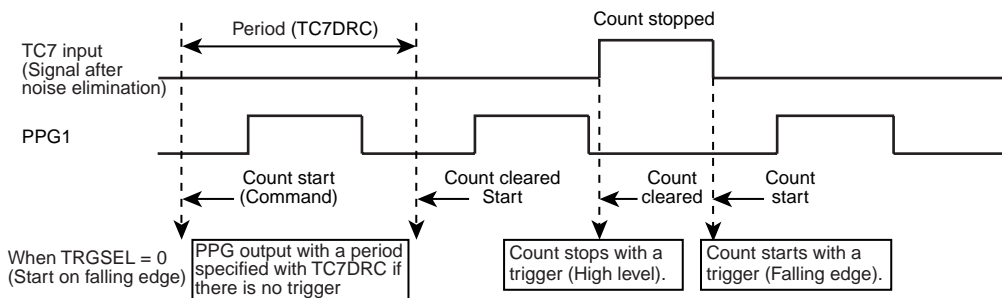 Count stopped
Period (TC7DRC)
TC7 input
(Signal after
noise elimination)
PPG1
Count start
(Command)
Count cleared
Start
Count
cleared
Count
start
When TRGSEL = 0
(Start on falling edge)
PPG output with a period
specified with TC7DRC if
there is no trigger
Count stops with a
trigger (High level).
Count starts with a
trigger (Falling edge).